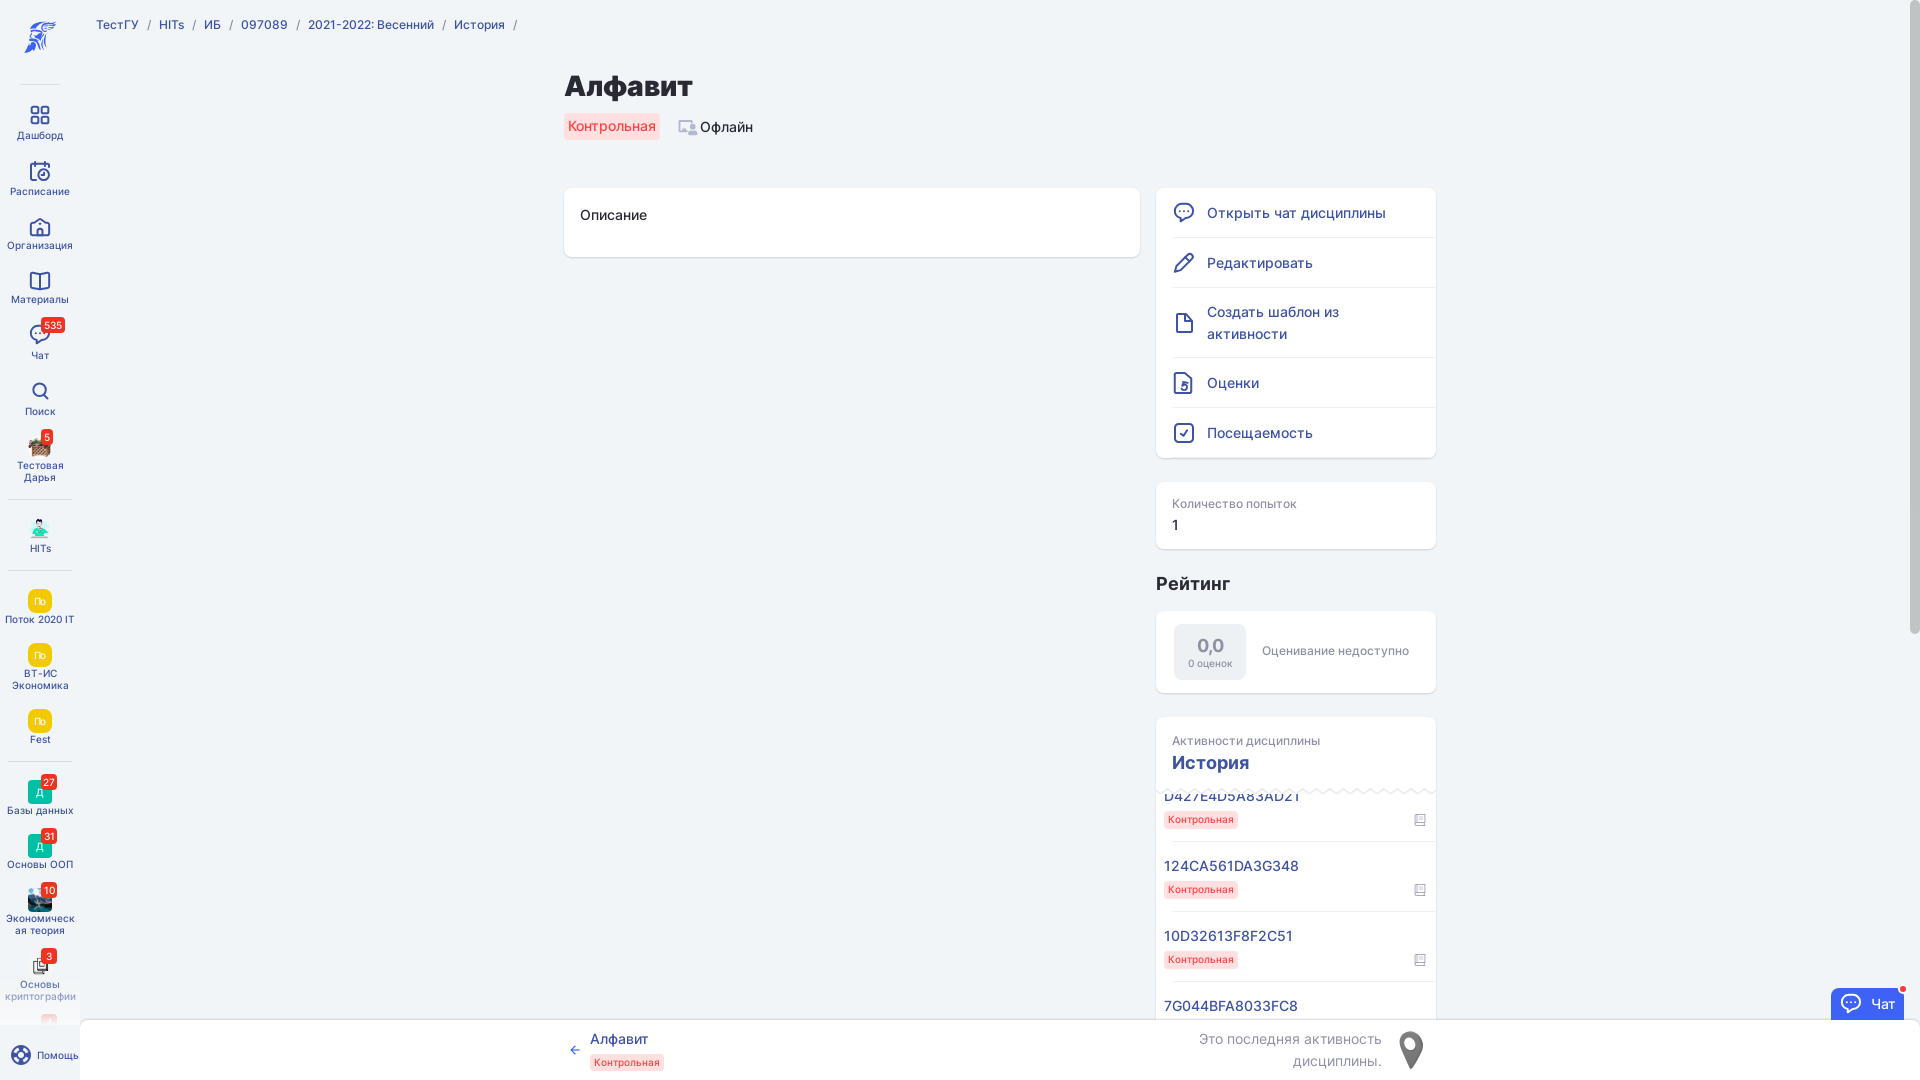 ТестГУ / HITs / ИБ / 097089 / 2021-2022: Весенний / История /
Дашборд
Расписание
Организация
Материалы
535
Чат
Поиск
5
Тестовая
Дарья
HITs
По
Поток 2020 IT
По
ВТ-ИС
Экономика
По
Fest
27
Д
Базы данных
31
Д
Основы ООП
10
Экономическ
ая теория
3
Основы
криптографии
Помощь
Алфавит
Контрольная
Офлайн
Описание
Открыть чат дисциплины
Редактировать
Создать шаблон из
активности
5
Оценки
Посещаемость
Количество попыток
1
Рейтинг
0,0
0 оценок
Оценивание недоступно
Активности дисциплины
История
D427E4D5A83AD21
Контрольная
124CA561DA3G348
Контрольная
10D32613F8F2C51
Контрольная
7G044BFA8033FC8
Алфавит
Контрольная
Это последняя активность
дисциплины.
Чат